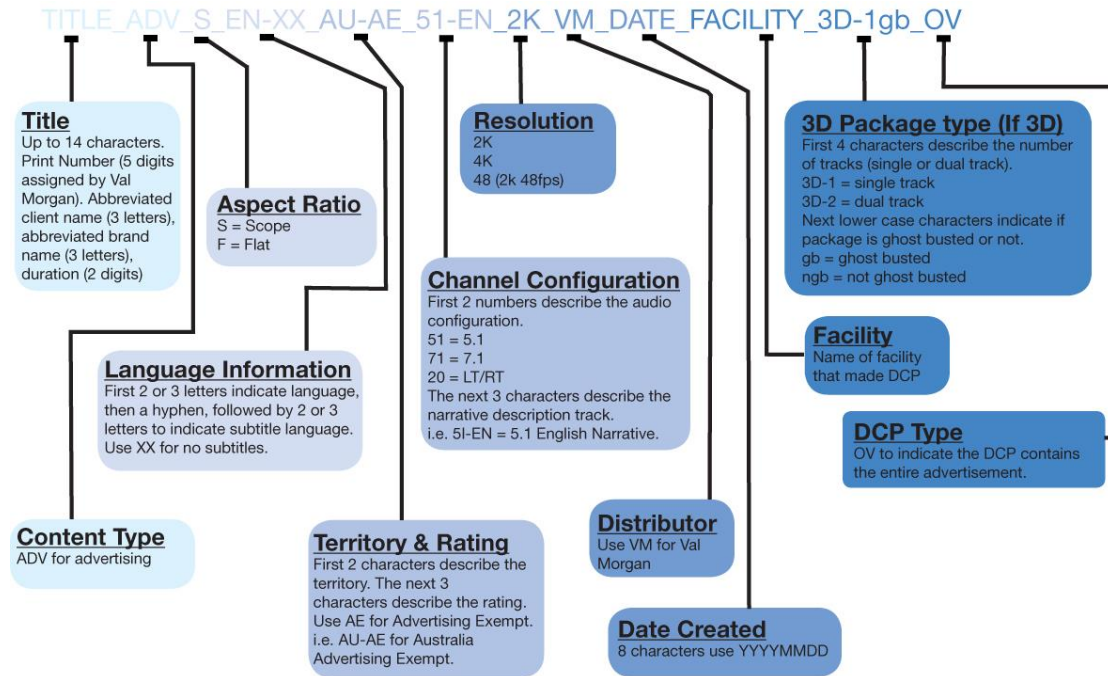 TITLE_ADV_S_EN-XX_AU-AE_51-EN_2K_VM_DATE_FACILITY_3D-1gb_OV
Title
Up to 14 characters.
Print Number (5 digits
assigned by Val
Morgan). Abbreviated
client name (3 letters),
abbreviated brand
name (3 letters),
duration (2 digits)
Aspect Ratio
S = Scope
F = Flat
Resolution
2K
4K
48 (2k 48fps)
3D Package type (If 3D)
First 4 characters describe the number
of tracks (single or dual track).
3D-1 = single track
3D-2 = dual track
Next lower case characters indicate if
package is ghost busted or not.
gb = ghost busted
ngb = not ghost busted
Channel Configuration
First 2 numbers describe the audio
configuration.
51 = 5.1
71 = 7.1
20 = LT/RT
The next 3 characters describe the
narrative description track.
i.e. 5I-EN = 5.1 English Narrative.
Facility
Name of facility
that made DCP
Language Information
First 2 or 3 letters indicate language,
then a hyphen, followed by 2 or 3
letters to indicate subtitle language.
Use XX for no subtitles.
DCP Type
OV to indicate the DCP contains
the entire advertisement.
Content Type
ADV for advertising
Territory & Rating
First 2 characters describe the
territory. The next 3
characters describe the rating.
Use AE for Advertising Exempt.
i.e. AU-AE for Australia
Advertising Exempt.
Distributor
Use VM for Val
Morgan
Date Created
8 characters use YYYYMMDD